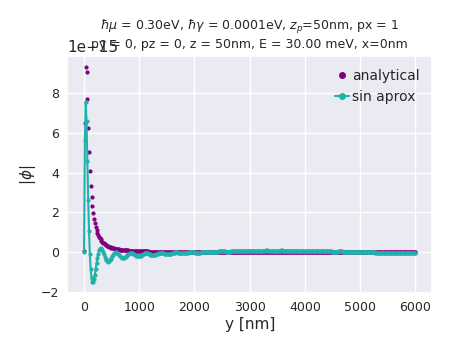 ħμ = 0.30eV, ħγ = 0.0001eV, z_p=50nm, px = 1
py = 0, pz = 0, z = 50nm, E = 30.00 meV, x=0nm
1e−15
analytical
sin aprox
8
6
4
2
0
−2
|ϕ|
0 1000 2000 3000 4000 5000 6000
y [nm]